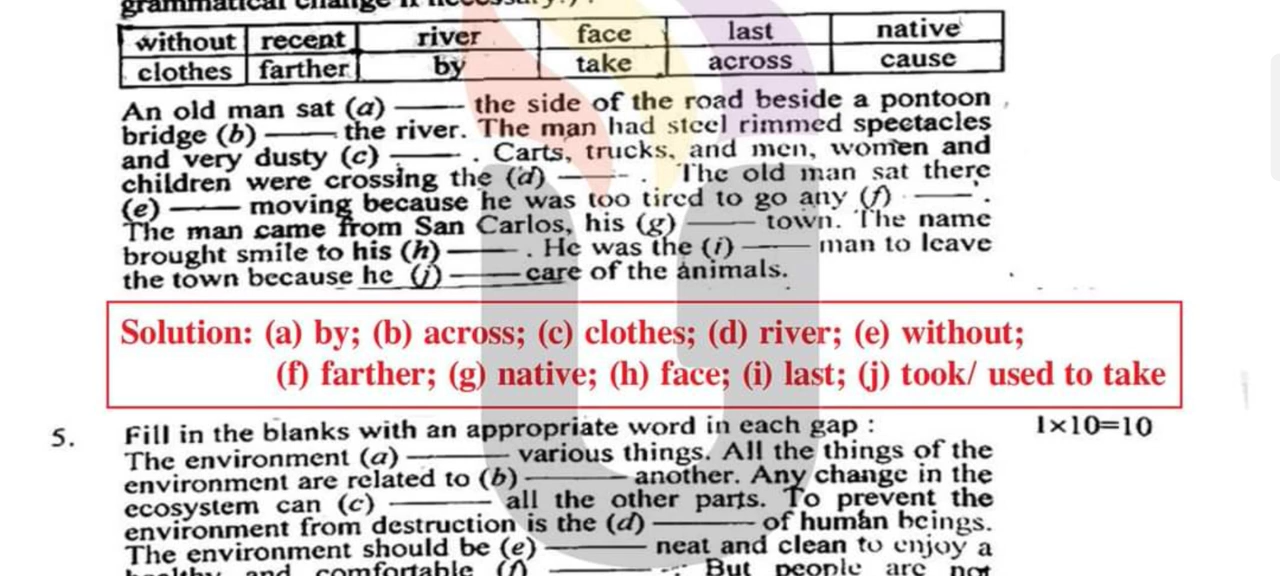 grammatical change if necessary.) :
without recent river face last native
clothes farther by take across cause
An old man sat (a) —— the side of the road beside a pontoon
bridge (b) —— the river. The man had steel rimmed spectacles
and very dusty (c) ——. Carts, trucks, and men, women and
children were crossing the (d) ——. The old man sat there
(e) —— moving because he was too tired to go any (f) ——.
The man came from San Carlos, his (g) —— town. The name
brought smile to his (h) ——. He was the (i) —— man to leave
the town because he (j) —— care of the animals.
Solution: (a) by; (b) across; (c) clothes; (d) river; (e) without;
(f) farther; (g) native; (h) face; (i) last; (j) took/ used to take
5. Fill in the blanks with an appropriate word in each gap : 1×10=10
The environment (a) —— various things. All the things of the
environment are related to (b) —— another. Any change in the
ecosystem can (c) —— all the other parts. To prevent the
environment from destruction is the (d) —— of human beings.
The environment should be (e) —— neat and clean to enjoy a
healthy and comfortable (f) ——. But people are not